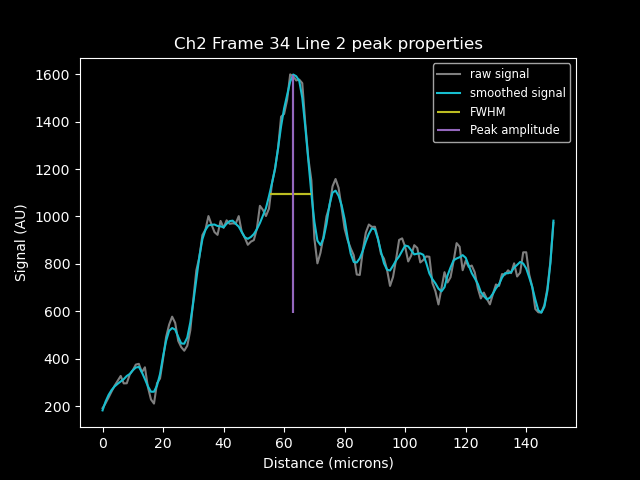 Ch2 Frame 34 Line 2 peak properties
raw signal
smoothed signal
FWHM
Peak amplitude
1600
1400
1200
1000
800
600
400
200
Signal (AU)
0 20 40 60 80 100 120 140
Distance (microns)